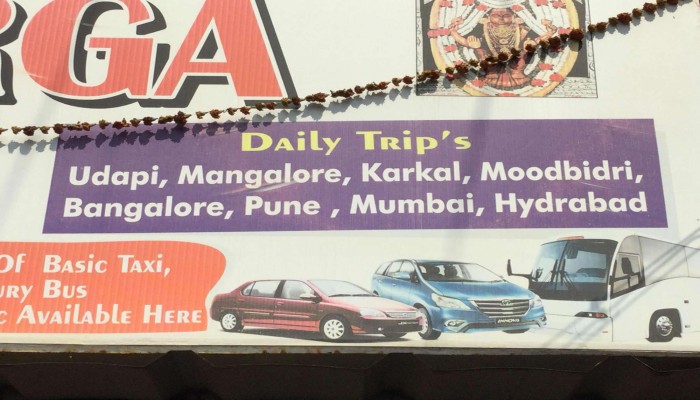 RGA
Daily Trip's
Udapi, Mangalore, Karkal, Moodbidri,
Bangalore, Pune , Mumbai, Hydrabad
Of Basic Taxi,
ury Bus
c Available Here